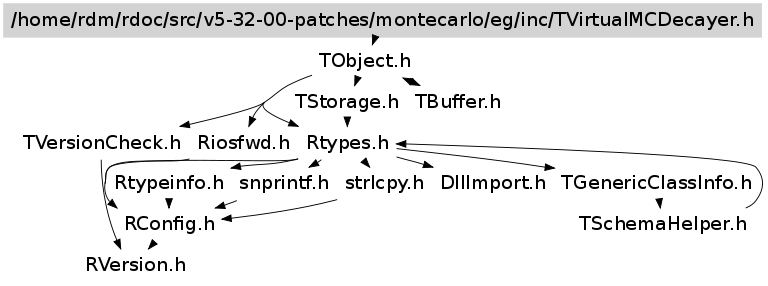 /home/rdm/rdoc/src/v5-32-00-patches/montecarlo/eg/inc/TVirtualMCDecayer.h
TObject.h
TStorage.h TBuffer.h
TVersionCheck.h Riosfwd.h Rtypes.h
Rtypeinfo.h snprintf.h strlcpy.h DllImport.h TGenericClassInfo.h
RConfig.h TSchemaHelper.h
RVersion.h